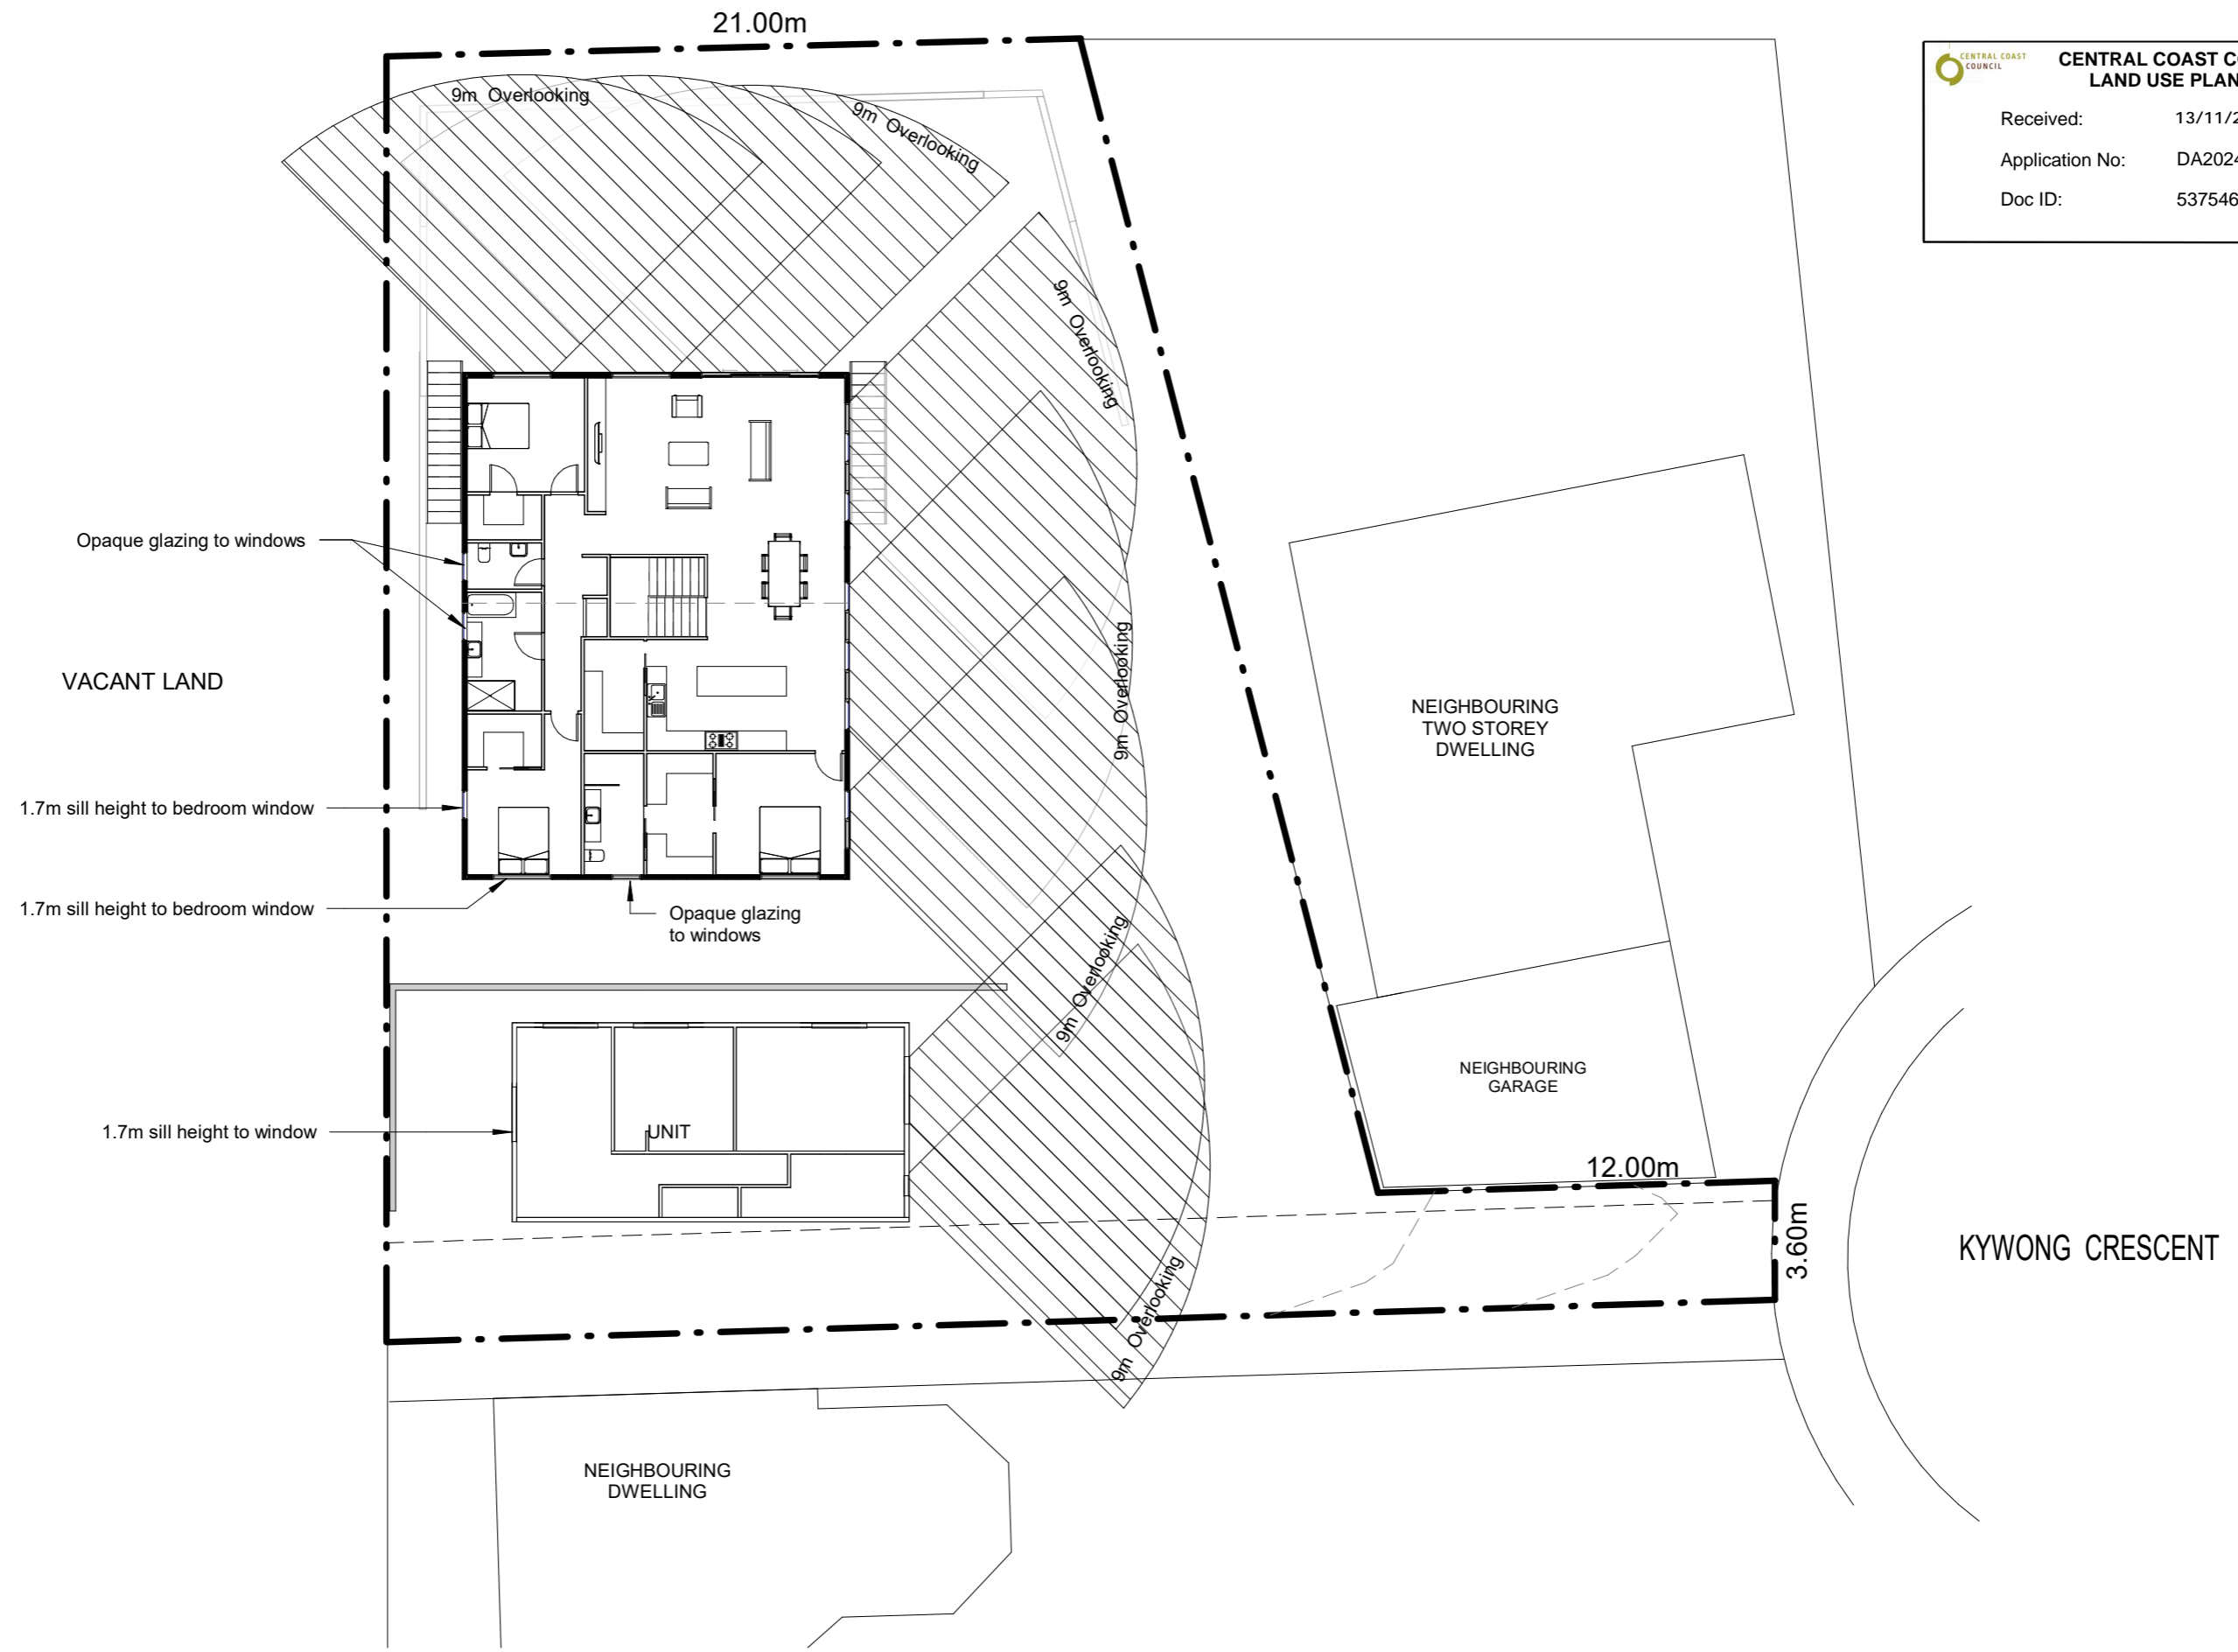 21.00m
CENTRAL COAST
COUNCIL
CENTRAL COAST C
LAND USE PLAN
Received: 13/11/2
Application No: DA2024
Doc ID: 537546
9m Overlooking
9m Overlooking
9m Overlooking
Opaque glazing to windows
9m Overlooking
VACANT LAND
NEIGHBOURING
TWO STOREY
DWELLING
1.7m sill height to bedroom window
1.7m sill height to bedroom window
Opaque glazing
to windows
9m Overlooking
NEIGHBOURING
GARAGE
1.7m sill height to window
UNIT
12.00m
3.60m
KYWONG CRESCENT
9m Overlooking
NEIGHBOURING
DWELLING